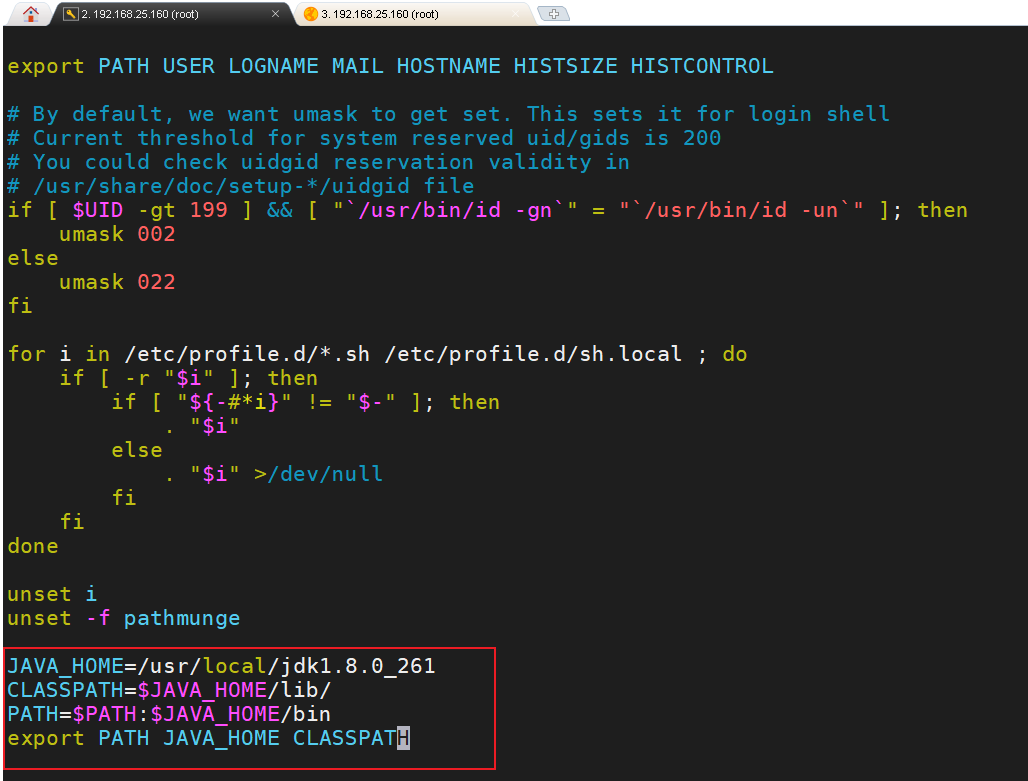 2. 192.168.25.160 (root)
3. 192.168.25.160 (root)
export PATH USER LOGNAME MAIL HOSTNAME HISTSIZE HISTCONTROL
# By default, we want umask to get set. This sets it for login shell
# Current threshold for system reserved uid/gids is 200
# You could check uidgid reservation validity in
# /usr/share/doc/setup-*/uidgid file
if [ $UID -gt 199 ] && [ "`/usr/bin/id -gn`" = "`/usr/bin/id -un`" ]; then
    umask 002
else
    umask 022
fi
for i in /etc/profile.d/*.sh /etc/profile.d/sh.local ; do
    if [ -r "$i" ]; then
        if [ "${-#*i}" != "$-" ]; then
            . "$i"
        else
            . "$i" >/dev/null
        fi
    fi
done
unset i
unset -f pathmunge
JAVA_HOME=/usr/local/jdk1.8.0_261
CLASSPATH=$JAVA_HOME/lib/
PATH=$PATH:$JAVA_HOME/bin
export PATH JAVA_HOME CLASSPATH